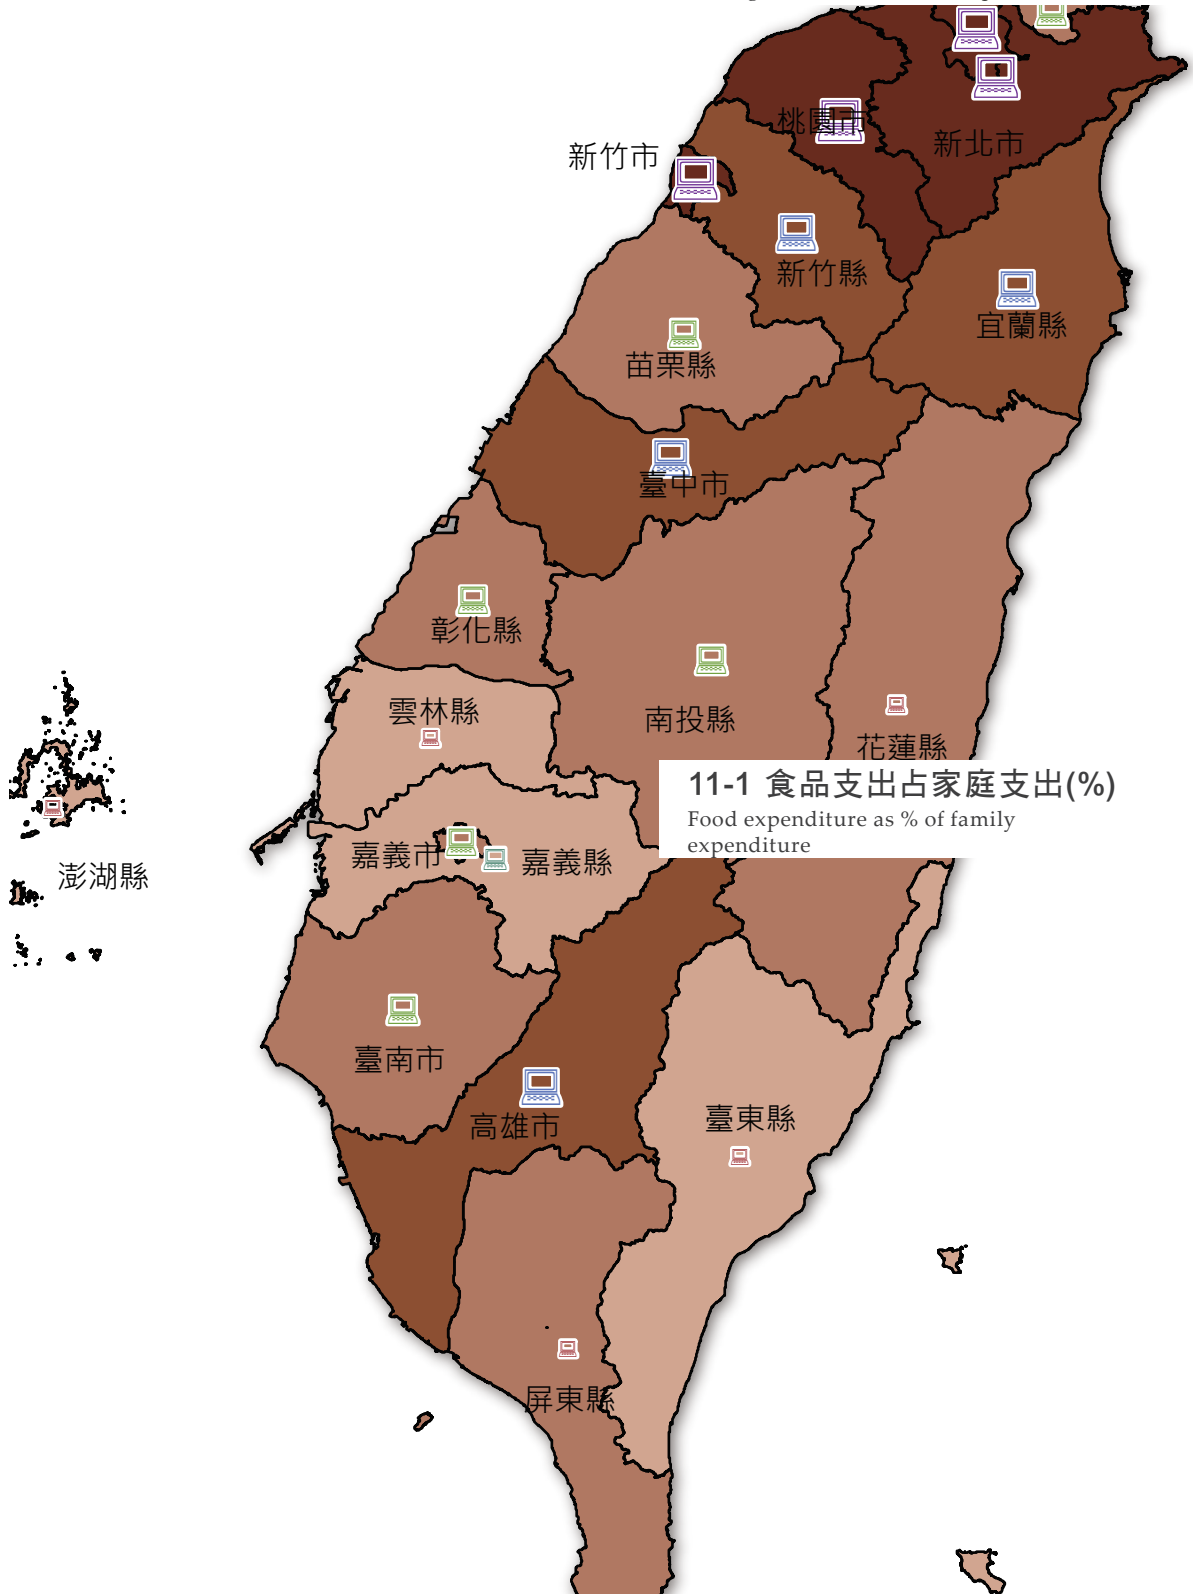 桃園市
新北市
新竹市
新竹縣
宜蘭縣
苗栗縣
臺中市
彰化縣
雲林縣
南投縣
花蓮縣
11-1 食品支出占家庭支出(%)
Food expenditure as % of family
expenditure
嘉義市
嘉義縣
澎湖縣
臺南市
高雄市
臺東縣
屏東縣